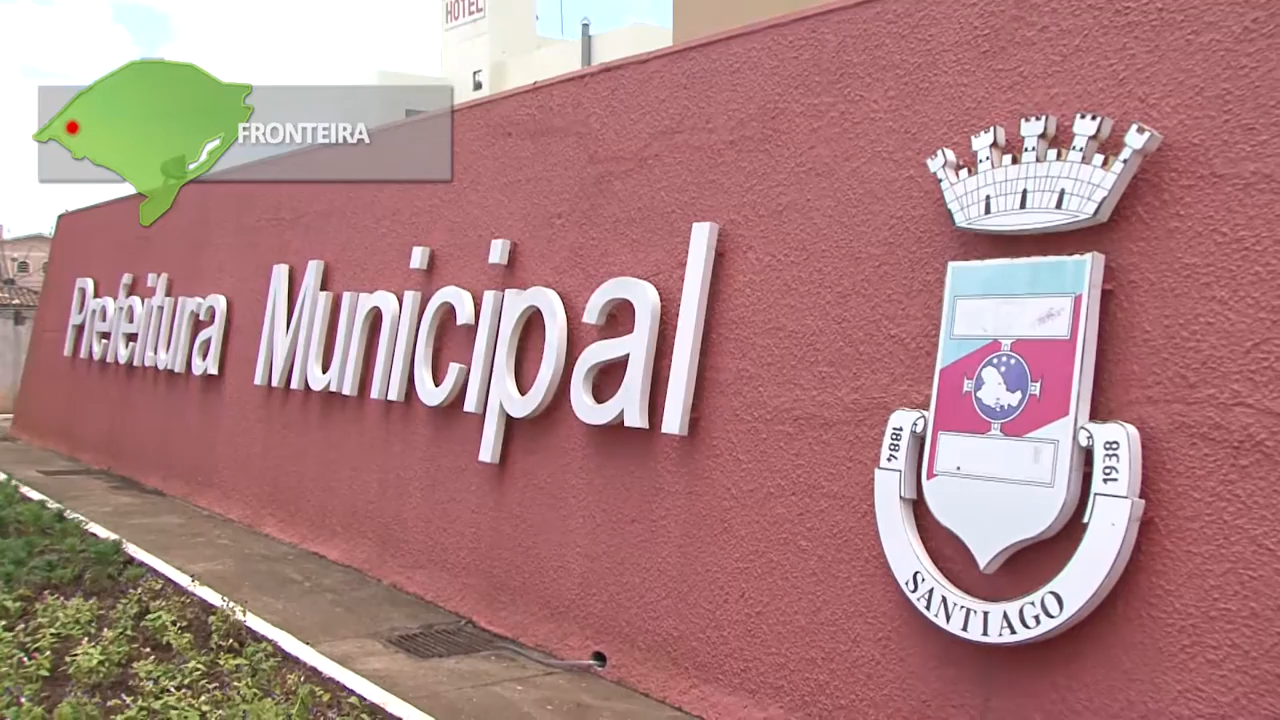 HOTEL
FRONTEIRA
Prefeitura Municipal
1884
1938
SANTIAGO